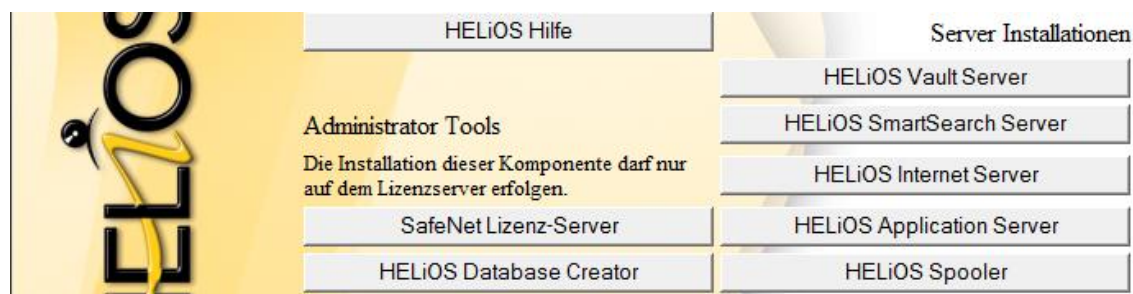 HELiOS
HELiOS Hilfe
Administrator Tools
Die Installation dieser Komponente darf nur
auf dem Lizenzserver erfolgen.
SafeNet Lizenz-Server
HELiOS Database Creator
Server Installationen
HELiOS Vault Server
HELiOS SmartSearch Server
HELiOS Internet Server
HELiOS Application Server
HELiOS Spooler